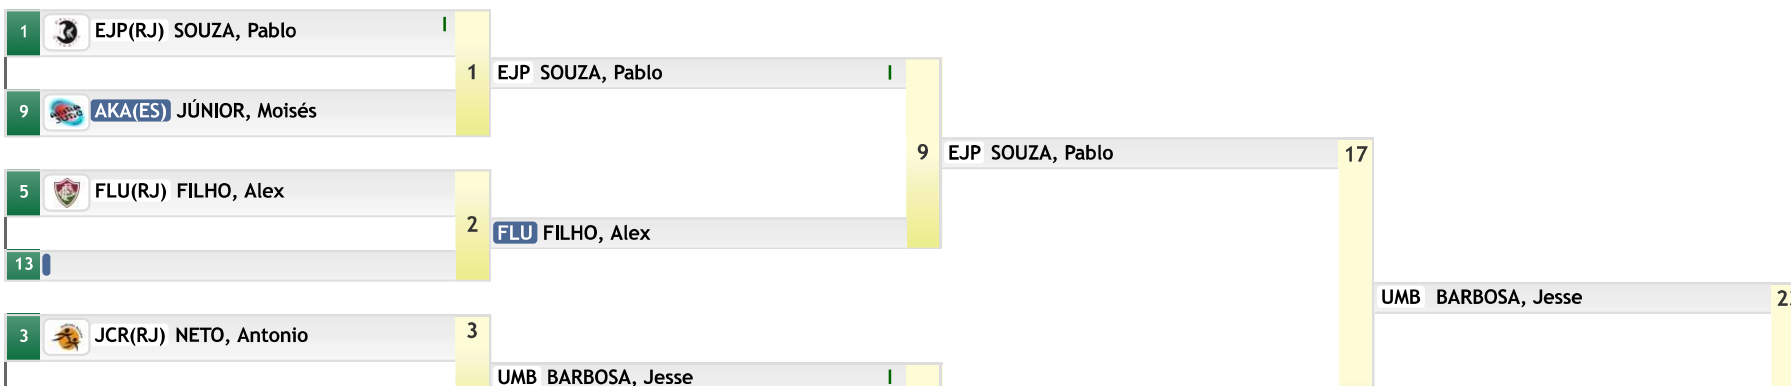 1 EJP(RJ) SOUZA, Pablo I
1 EJP SOUZA, Pablo I
9 AKA(ES) JÚNIOR, Moisés
9 EJP SOUZA, Pablo 17
5 FLU(RJ) FILHO, Alex
2 FLU FILHO, Alex
13
UMB BARBOSA, Jesse
3 JCR(RJ) NETO, Antonio 3
UMB BARBOSA, Jesse I